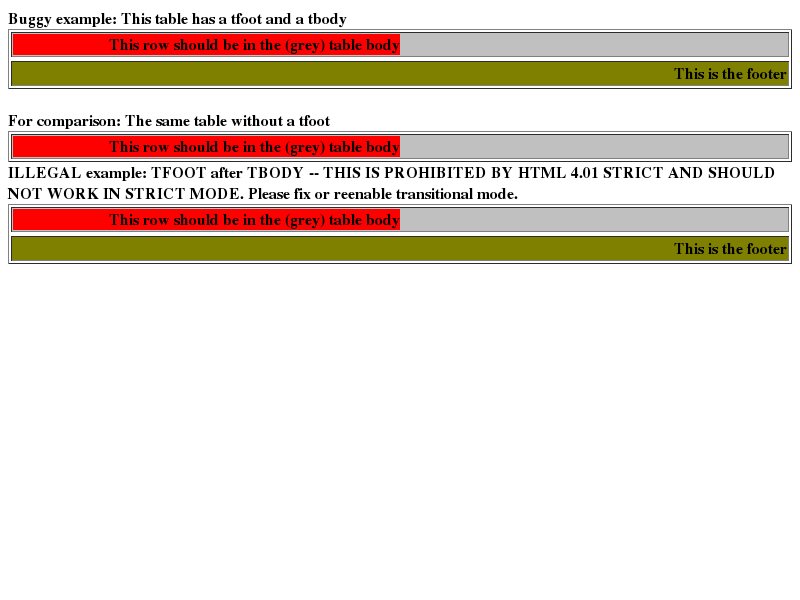 Buggy example: This table has a tfoot and a tbody
This row should be in the (grey) table body
This is the footer
For comparison: The same table without a tfoot
This row should be in the (grey) table body
ILLEGAL example: TFOOT after TBODY -- THIS IS PROHIBITED BY HTML 4.01 STRICT AND SHOULD
NOT WORK IN STRICT MODE. Please fix or reenable transitional mode.
This row should be in the (grey) table body
This is the footer